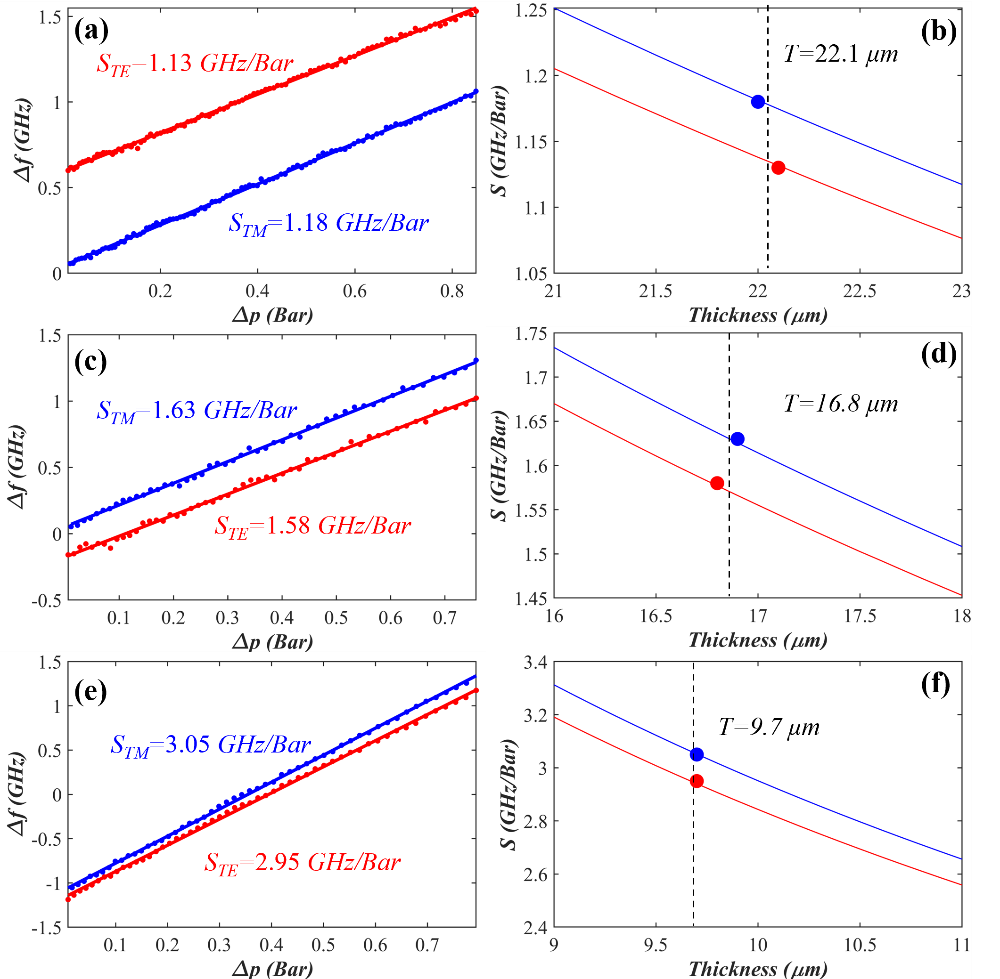 (a)
S_TE−1.13 GHz/Bar
S_TM=1.18 GHz/Bar
Δf (GHz)
1.5
1
0.5
0
0.2
0.4
0.6
0.8
Δp (Bar)
(b)
T=22.1 μm
S (GHz/Bar)
1.25
1.2
1.15
1.1
1.05
21
21.5
22
22.5
23
Thickness (μm)
(c)
S_TM−1.63 GHz/Bar
S_TE=1.58 GHz/Bar
Δf (GHz)
1.5
1
0.5
0
-0.5
0.1
0.2
0.3
0.4
0.5
0.6
0.7
Δp (Bar)
(d)
T=16.8 μm
S (GHz/Bar)
1.75
1.7
1.65
1.6
1.55
1.5
1.45
16
16.5
17
17.5
18
Thickness (μm)
(e)
S_TM=3.05 GHz/Bar
S_TE=2.95 GHz/Bar
Δf (GHz)
1.5
1
0.5
0
-0.5
-1
-1.5
0.1
0.2
0.3
0.4
0.5
0.6
0.7
Δp (Bar)
(f)
T−9.7 μm
S (GHz/Bar)
3.4
3.2
3
2.8
2.6
2.4
9
9.5
10
10.5
11
Thickness (μm)